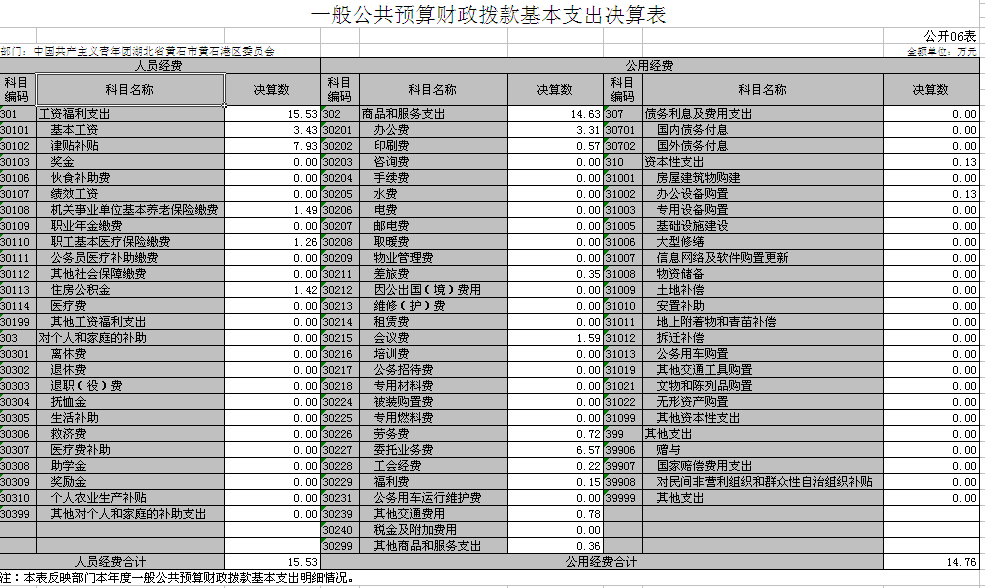 一般公共预算财政拨款基本支出决算表
公开06表
部门：中国共产主义青年团湖北省黄石市黄石港区委员会 金额单位：万元
人员经费 公用经费
科目编码 科目名称 决算数 科目编码 科目名称 决算数 科目编码 科目名称 决算数
301 工资福利支出 15.53 302 商品和服务支出 14.63 307 债务利息及费用支出 0.00
30101 基本工资 3.43 30201 办公费 3.31 30701 国内债务付息 0.00
30102 津贴补贴 7.93 30202 印刷费 0.57 30702 国外债务付息 0.00
30103 奖金 0.00 30203 咨询费 0.00 310 资本性支出 0.13
30106 伙食补助费 0.00 30204 手续费 0.00 31001 房屋建筑物购建 0.00
30107 绩效工资 0.00 30205 水费 0.00 31002 办公设备购置 0.13
30108 机关事业单位基本养老保险缴费 1.49 30206 电费 0.00 31003 专用设备购置 0.00
30109 职业年金缴费 0.00 30207 邮电费 0.00 31005 基础设施建设 0.00
30110 职工基本医疗保险缴费 1.26 30208 取暖费 0.00 31006 大型修缮 0.00
30111 公务员医疗补助缴费 0.00 30209 物业管理费 0.00 31007 信息网络及软件购置更新 0.00
30112 其他社会保障缴费 0.00 30211 差旅费 0.35 31008 物资储备 0.00
30113 住房公积金 1.42 30212 因公出国（境）费用 0.00 31009 土地补偿 0.00
30114 医疗费 0.00 30213 维修（护）费 0.00 31010 安置补助 0.00
30199 其他工资福利支出 0.00 30214 租赁费 0.00 31011 地上附着物和青苗补偿 0.00
303 对个人和家庭的补助 0.00 30215 会议费 1.59 31012 拆迁补偿 0.00
30301 离休费 0.00 30216 培训费 0.00 31013 公务用车购置 0.00
30302 退休费 0.00 30217 公务招待费 0.00 31019 其他交通工具购置 0.00
30303 退职（役）费 0.00 30218 专用材料费 0.00 31021 文物和陈列品购置 0.00
30304 抚恤金 0.00 30224 被装购置费 0.00 31022 无形资产购置 0.00
30305 生活补助 0.00 30225 专用燃料费 0.00 31099 其他资本性支出 0.00
30306 救济费 0.00 30226 劳务费 0.72 399 其他支出 0.00
30307 医疗费补助 0.00 30227 委托业务费 6.57 39906 赠与 0.00
30308 助学金 0.00 30228 工会经费 0.22 39907 国家赔偿费用支出 0.00
30309 奖励金 0.00 30229 福利费 0.15 39908 对民间非营利组织和群众性自治组织补贴 0.00
30310 个人农业生产补贴 0.00 30231 公务用车运行维护费 0.00 39999 其他支出 0.00
30399 其他对个人和家庭的补助支出 0.00 30239 其他交通费用 0.78
30240 税金及附加费用 0.00
30299 其他商品和服务支出 0.36
人员经费合计 15.53 公用经费合计 14.76
注：本表反映部门本年度一般公共预算财政拨款基本支出明细情况。